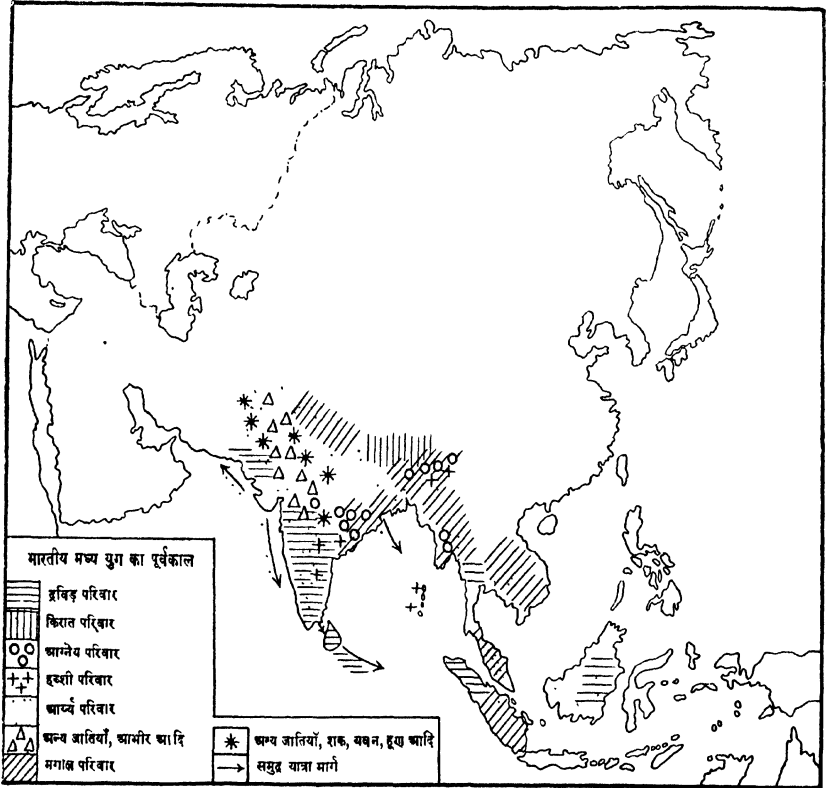 भारतीय मध्य युग का पूर्वकाल
द्रविड़ परिवार
किरात परिवार
आग्नेय परिवार
हब्शी परिवार
आर्य्य परिवार
अन्य जातियाँ, आभीर आदि
मंगोल परिवार
अन्य जातियाँ, शक, यवन, हूण आदि
समुद्र यात्रा मार्ग